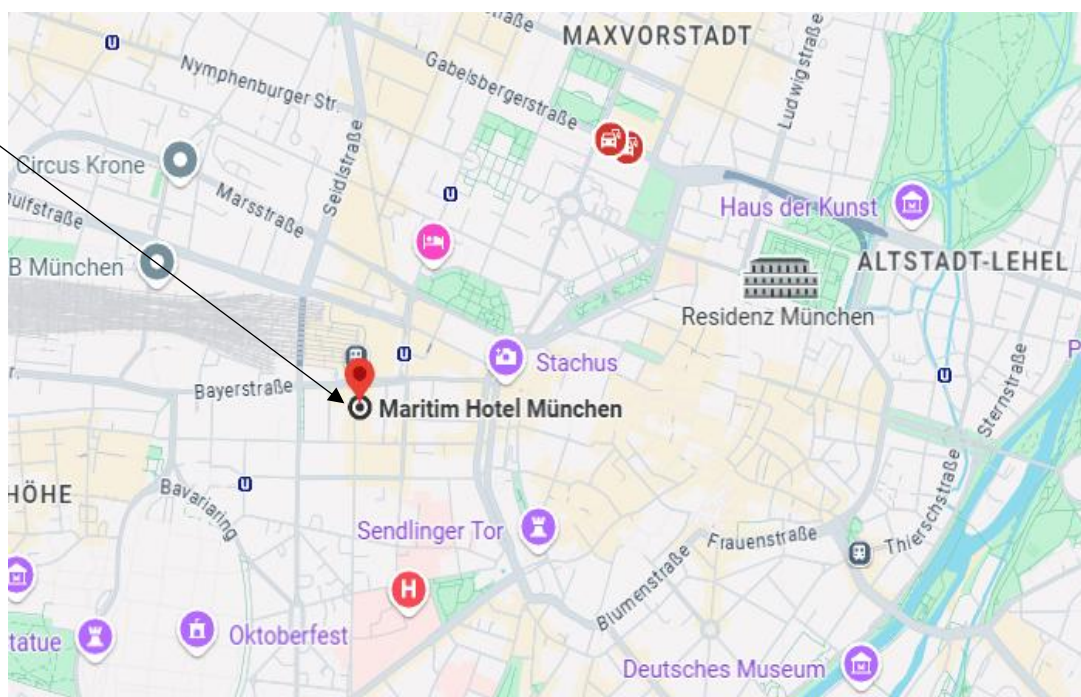 MAXVORSTADT
Nymphenburger Str.
Gabelsbergerstraße
Ludwigstraße
Seidlstraße
Circus Krone
Marsstraße
Haus der Kunst
B München
ALTSTADT-LEHEL
Residenz München
Stachus
Bayerstraße
Maritim Hotel München
Sternstraße
HÖHE
Bavariaring
Sendlinger Tor
Frauenstraße
Thierschstraße
Blumenstraße
H
tatue
Oktoberfest
Deutsches Museum
U
U
U
U
U